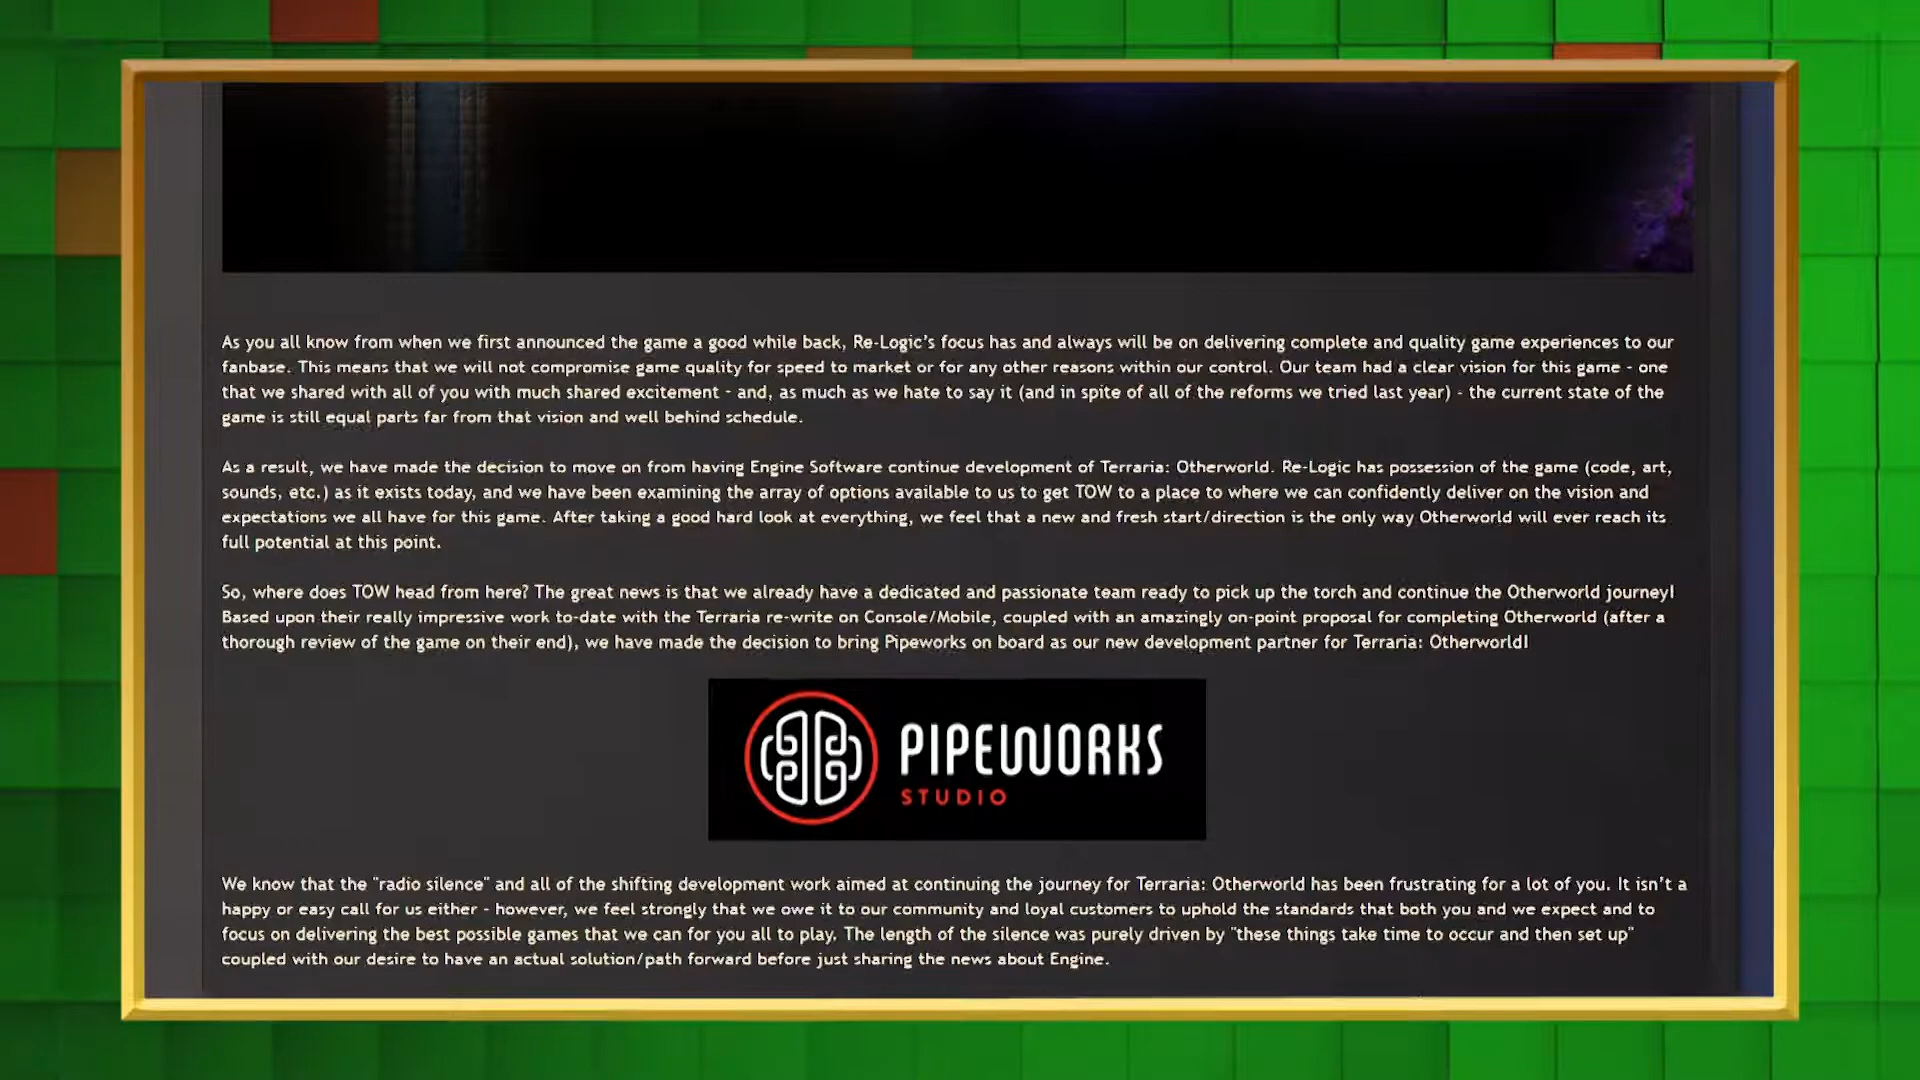 As you all know from when we first announced the game a good while back, Re-Logic's focus has and always will be on delivering complete and quality game experiences to our
fanbase. This means that we will not compromise game quality for speed to market or for any other reasons within our control. Our team had a clear vision for this game - one
that we shared with all of you with much shared excitement - and, as much as we hate to say it (and in spite of all of the reforms we tried last year) - the current state of the
game is still equal parts far from that vision and well behind schedule.
As a result, we have made the decision to move on from having Engine Software continue development of Terraria: Otherworld. Re-Logic has possession of the game (code, art,
sounds, etc.) as it exists today, and we have been examining the array of options available to us to get TOW to a place to where we can confidently deliver on the vision and
expectations we all have for this game. After taking a good hard look at everything, we feel that a new and fresh start/direction is the only way Otherworld will ever reach its
full potential at this point.
So, where does TOW head from here? The great news is that we already have a dedicated and passionate team ready to pick up the torch and continue the Otherworld journey!
Based upon their really impressive work to-date with the Terraria re-write on Console/Mobile, coupled with an amazingly on-point proposal for completing Otherworld (after a
thorough review of the game on their end), we have made the decision to bring Pipeworks on board as our new development partner for Terraria: Otherworld!
PIPEWORKS
STUDIO
We know that the "radio silence" and all of the shifting development work aimed at continuing the journey for Terraria: Otherworld has been frustrating for a lot of you. It isn't a
happy or easy call for us either - however, we feel strongly that we owe it to our community and loyal customers to uphold the standards that both you and we expect and to
focus on delivering the best possible games that we can for you all to play. The length of the silence was purely driven by "these things take time to occur and then set up"
coupled with our desire to have an actual solution/path forward before just sharing the news about Engine.